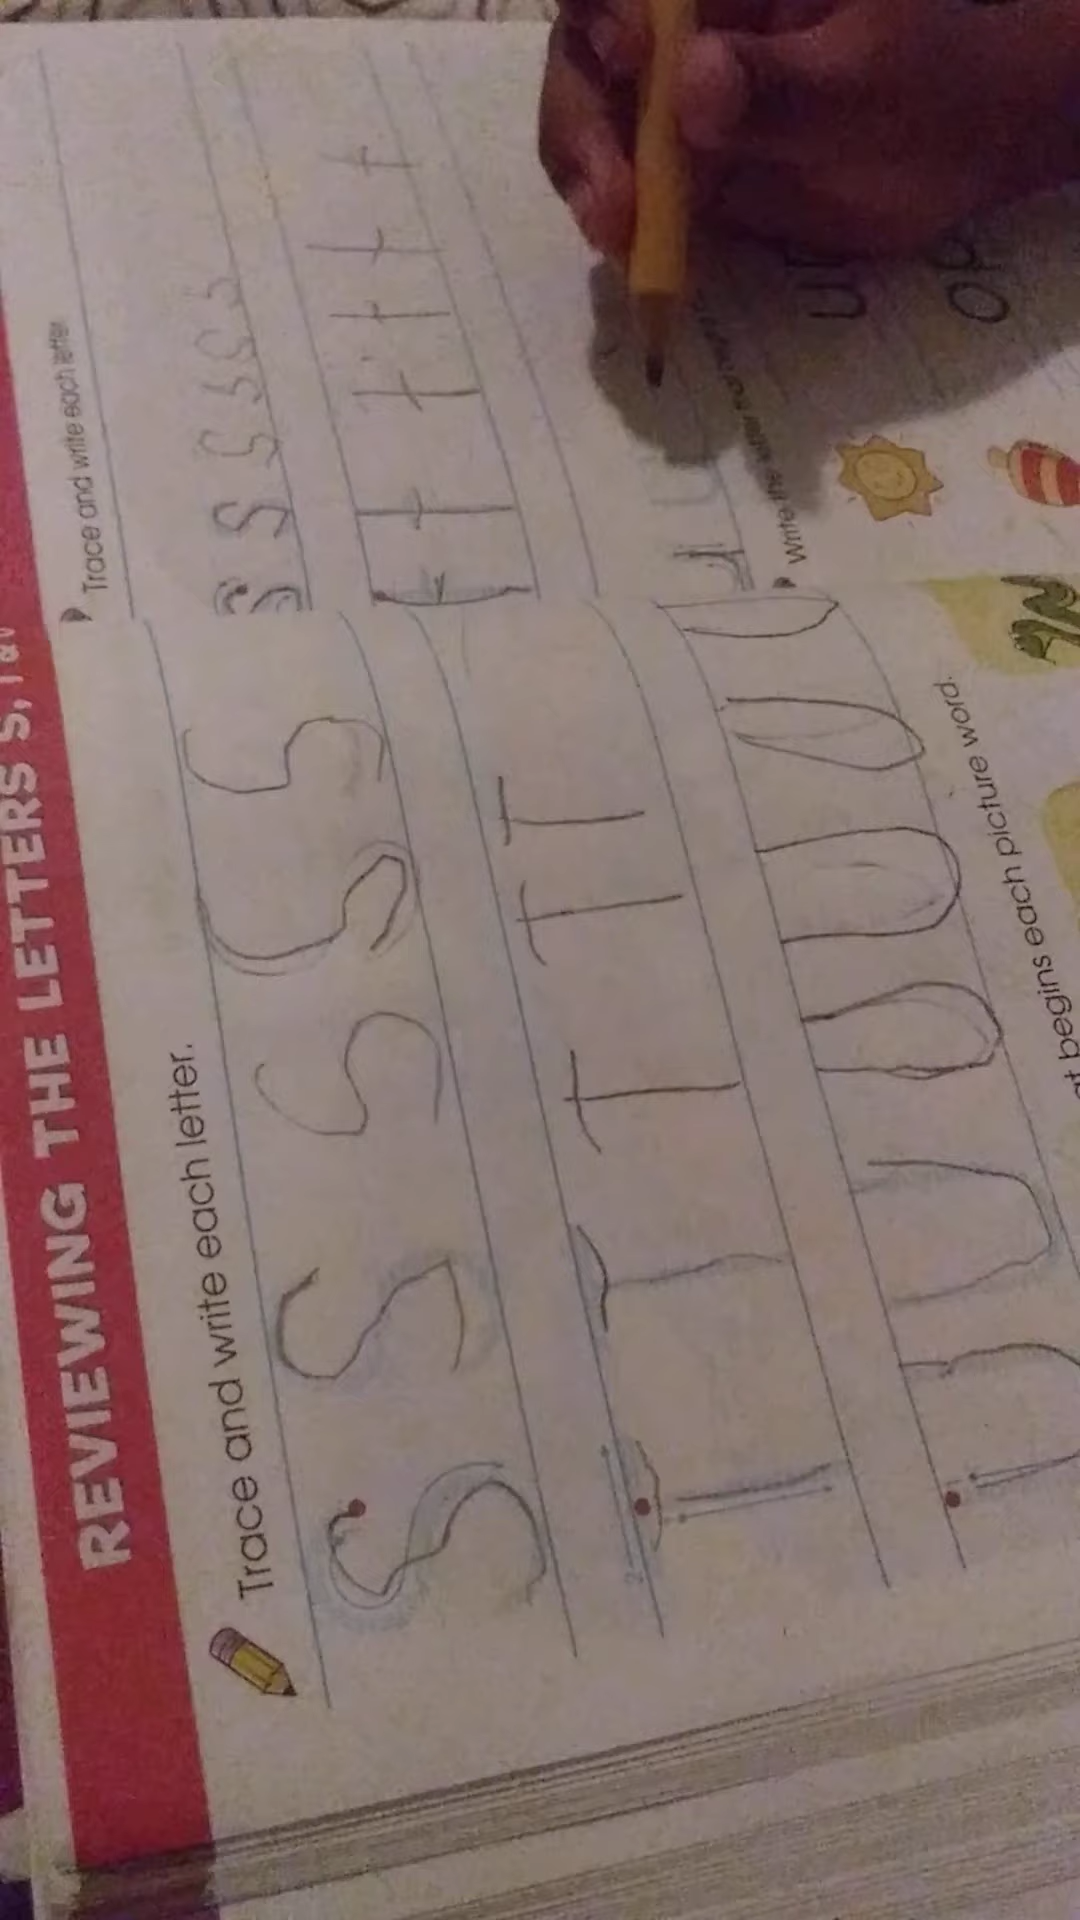 REVIEWING THE LETTERS S, T & U
Trace and write each letter.
S S S S S
T T T T T
U U U U U U U
Trace and write each letter.
s s s s s s
t t t t t t
u u
begins each picture word.
Write the letter